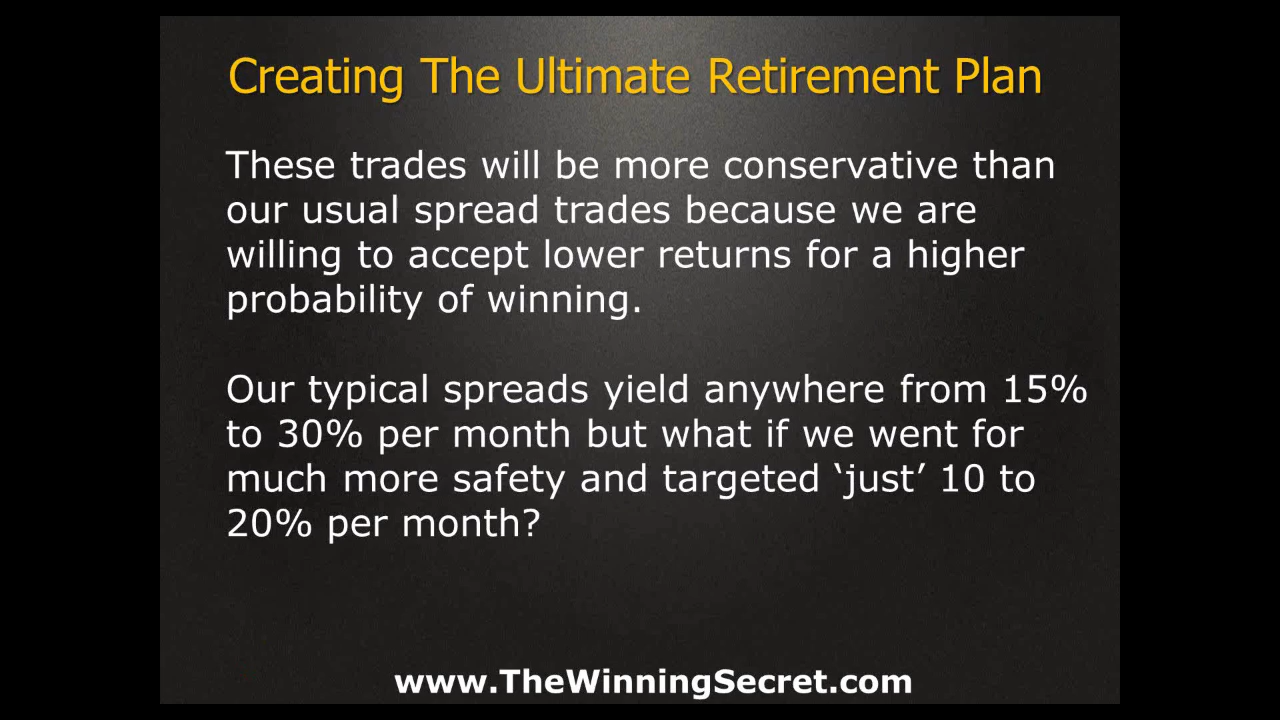 Creating The Ultimate Retirement Plan
These trades will be more conservative than
our usual spread trades because we are
willing to accept lower returns for a higher
probability of winning.
Our typical spreads yield anywhere from 15%
to 30% per month but what if we went for
much more safety and targeted ‘just’ 10 to
20% per month?
www.TheWinningSecret.com